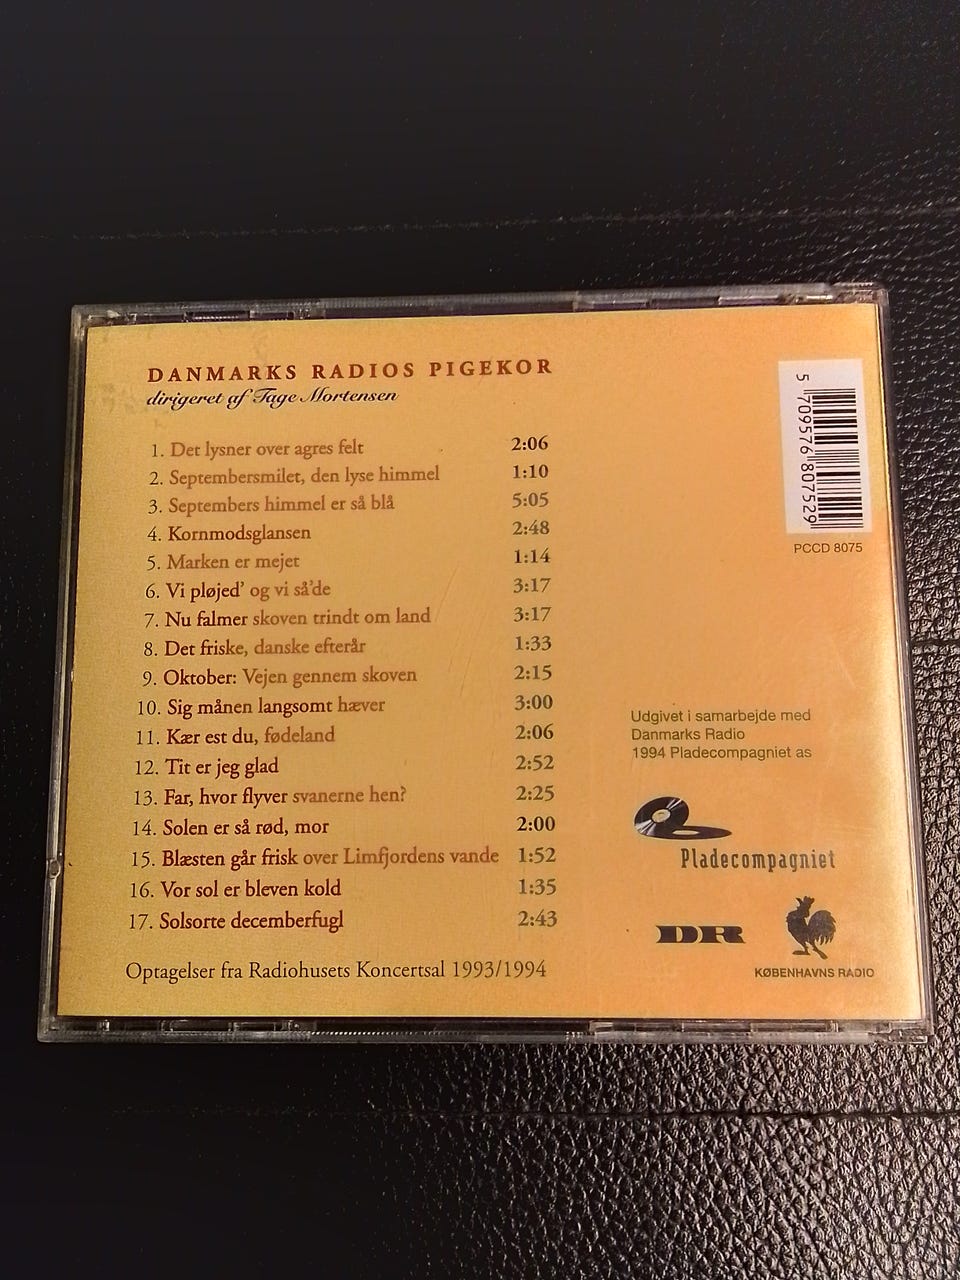 DANMARKS RADIOS PIGEKOR
dirigeret af Tage Mortensen
1. Det lysner over agres felt 2:06
2. Septembersmilet, den lyse himmel 1:10
3. Septembers himmel er så blå 5:05
4. Kornmodsglansen 2:48
5. Marken er mejet 1:14
6. Vi pløjed' og vi så'de 3:17
7. Nu falmer skoven trindt om land 3:17
8. Det friske, danske efterår 1:33
9. Oktober: Vejen gennem skoven 2:15
10. Sig månen langsomt hæver 3:00
11. Kær est du, fødeland 2:06
12. Tit er jeg glad 2:52
13. Far, hvor flyver svanerne hen? 2:25
14. Solen er så rød, mor 2:00
15. Blæsten går frisk over Limfjordens vande 1:52
16. Vor sol er bleven kold 1:35
17. Solsorte decemberfugl 2:43
Optagelser fra Radiohusets Koncertsal 1993/1994
5 709576 807529
PCCD 8075
Udgivet i samarbejde med
Danmarks Radio
1994 Pladecompagniet as
Pladecompagniet
DR
KØBENHAVNS RADIO